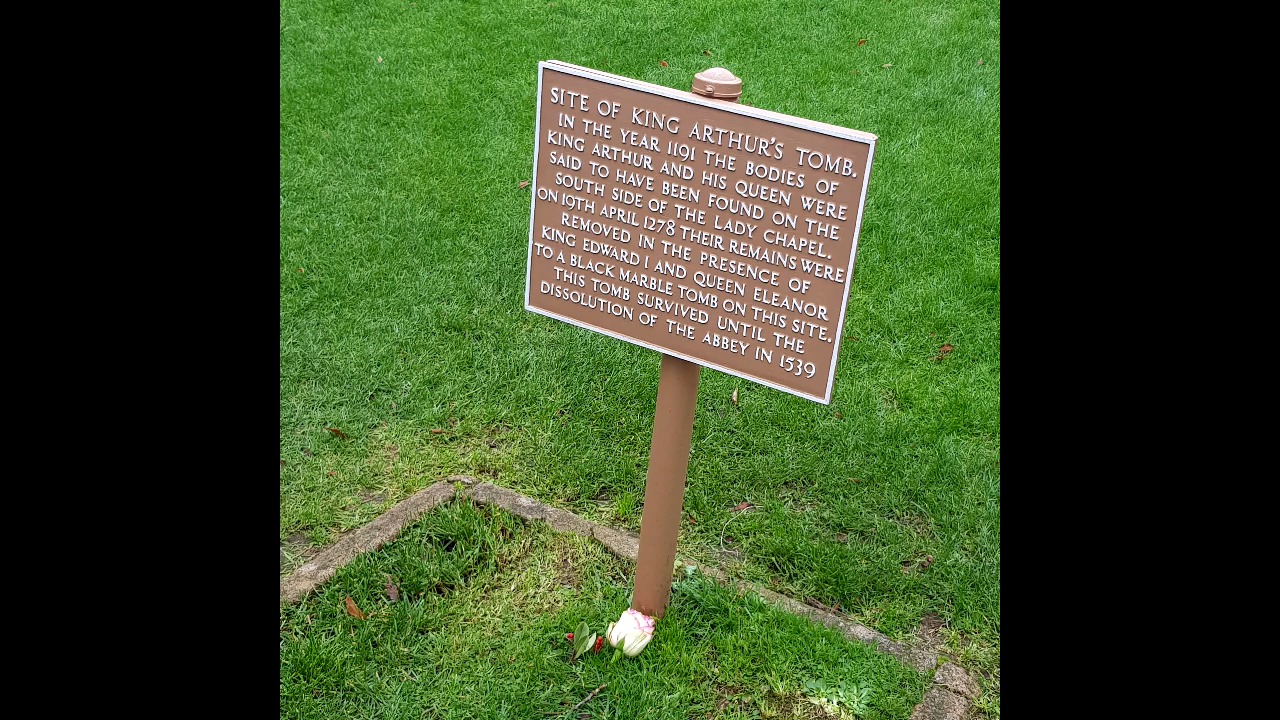 SITE OF KING ARTHUR'S TOMB.
IN THE YEAR 1191 THE BODIES OF
KING ARTHUR AND HIS QUEEN WERE
SAID TO HAVE BEEN FOUND ON THE
SOUTH SIDE OF THE LADY CHAPEL.
ON 19TH APRIL 1278 THEIR REMAINS WERE
REMOVED IN THE PRESENCE OF
KING EDWARD I AND QUEEN ELEANOR
TO A BLACK MARBLE TOMB ON THIS SITE.
THIS TOMB SURVIVED UNTIL THE
DISSOLUTION OF THE ABBEY IN 1539